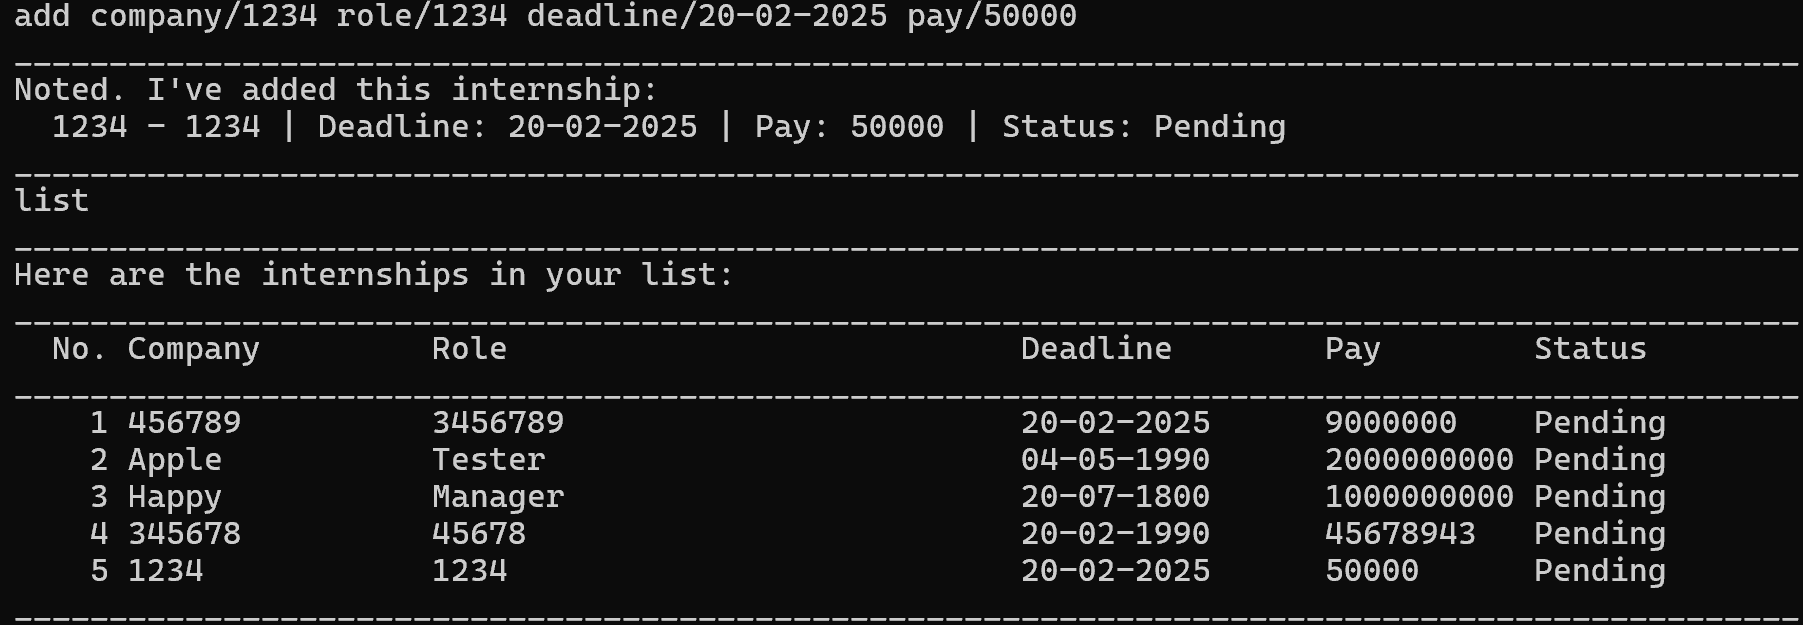 add company/1234 role/1234 deadline/20-02-2025 pay/50000
Noted. I've added this internship:
1234 - 1234 | Deadline: 20-02-2025 | Pay: 50000 | Status: Pending
list
Here are the internships in your list:
No. Company Role Deadline Pay Status
1 456789 3456789 20-02-2025 9000000 Pending
2 Apple Tester 04-05-1990 2000000000 Pending
3 Happy Manager 20-07-1800 1000000000 Pending
4 345678 45678 20-02-1990 45678943 Pending
5 1234 1234 20-02-2025 50000 Pending